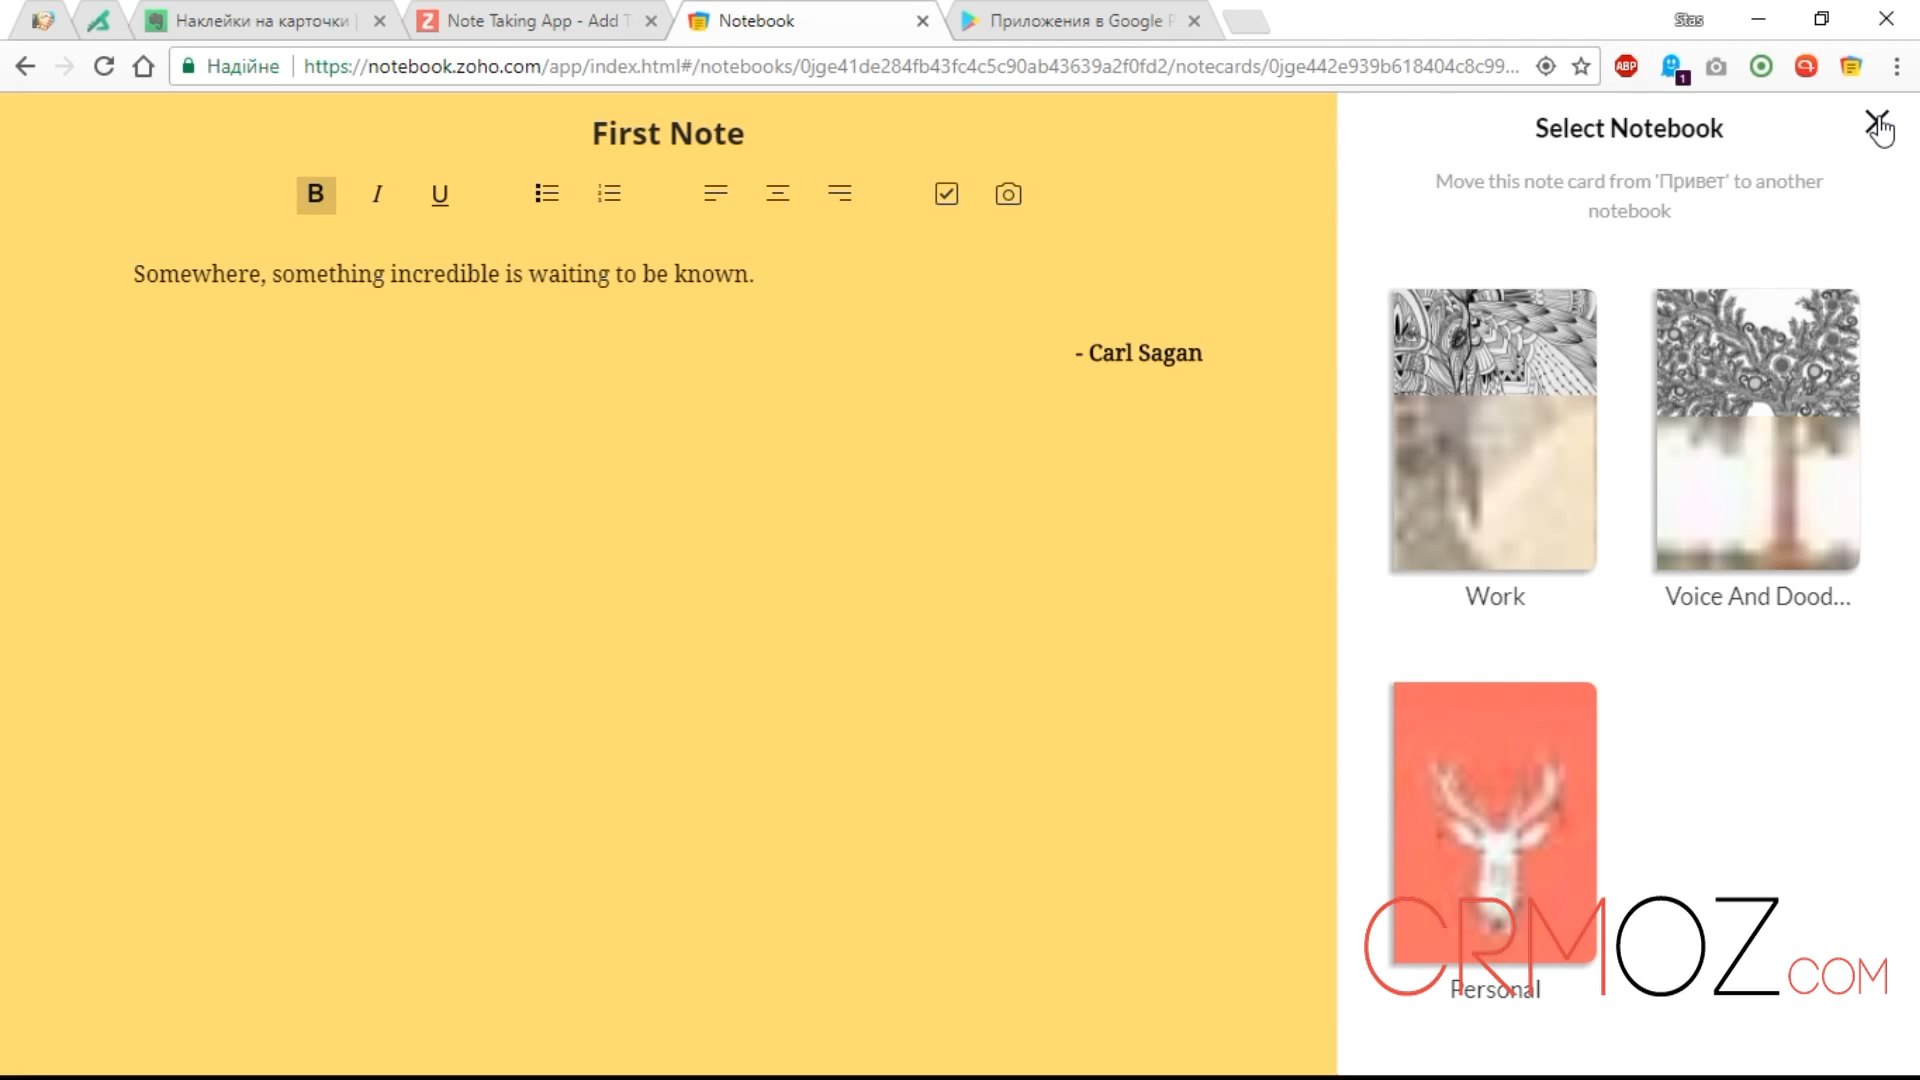 Наклейки на карточки
Note Taking App - Add T
Notebook
Приложения в Google P
Stas
Надійне
https://notebook.zoho.com/app/index.html#/notebooks/0jge41de284fb43fc4c5c90ab43639a2f0fd2/notecards/0jge442e939b618404c8c99...
ABP
1
First Note
B I U
Somewhere, something incredible is waiting to be known.
- Carl Sagan
Select Notebook
Move this note card from 'Привет' to another
notebook
Work
Voice And Dood...
Personal
CRMOZ.COM